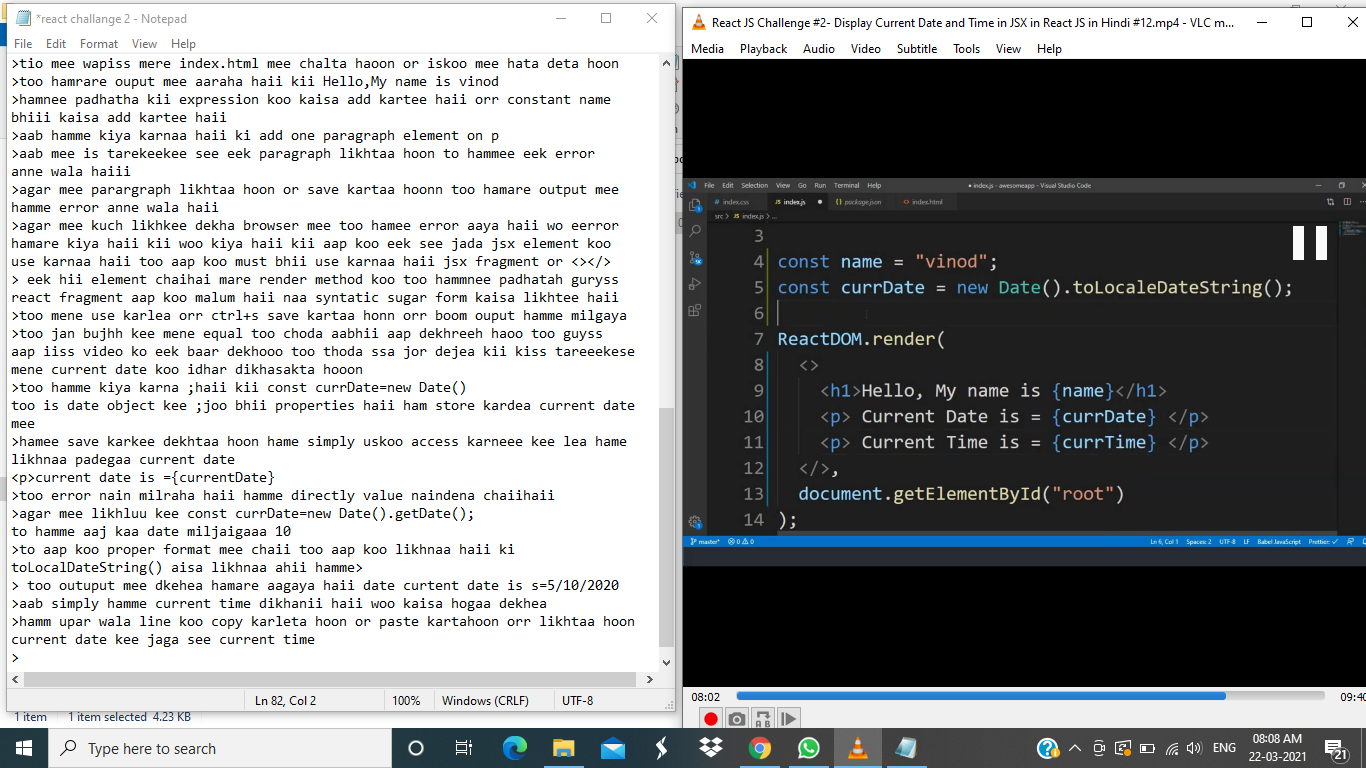 *react challange 2 - Notepad
File Edit Format View Help
>tio mee wapiss mere index.html mee chalta haoon or iskoo mee hata deta hoon
>too hamrare ouput mee aaraha haii kii Hello,My name is vinod
>hamnee padhatha kii expression koo kaisa add kartee haii orr constant name
bhiii kaisa add kartee haii
>aab hamme kiya karnaa haii ki add one paragraph element on p
>aab mee is tarekeekee see eek paragraph likhtaa hoon to hammee eek error
anne wala haiii
>agar mee parargraph likhtaa hoon or save kartaa hoonn too hamare output mee
hamme error anne wala haii
>agar mee kuch likhkee dekha browser mee too hamee error aaya haii wo eerror
hamare kiya haii kii woo kiya haii kii aap koo eek see jada jsx element koo
use karnaa haii too aap koo must bhii use karnaa haii jsx fragment or <></>
> eek hii element chaihai mare render method koo too hammnee padhatah guryss
react fragment aap koo malum haii naa syntatic sugar form kaisa likhtee haii
>too mene use karlea orr ctrl+s save kartaa honn orr boom ouput hamme milgaya
>too jan bujhh kee mene equal too choda aabhii aap dekhreeh haoo too guyss
aap iiss video ko eek baar dekhooo too thoda ssa jor dejea kii kiss tareeekese
mene current date koo idhar dikhasakta hooon
>too hamme kiya karna ;haii kii const currDate=new Date()
too is date object kee ;joo bhii properties haii ham store kardea current date
mee
>hamee save karkee dekhtaa hoon hame simply uskoo access karneee kee lea hame
likhnaa padegaa current date
<p>current date is ={currentDate}
>too error nain milraha haii hamme directly value naindena chaiihaii
>agar mee likhluu kee const currDate=new Date().getDate();
to hamme aaj kaa date miljaigaaa 10
>to aap koo proper format mee chaii too aap koo likhnaa haii ki
toLocalDateString() aisa likhnaa ahii hamme>
> too outuput mee dkehea hamare aagaya haii date curtent date is s=5/10/2020
>aab simply hamme current time dikhanii haii woo kaisa hogaa dekhea
>hamm upar wala line koo copy karleta hoon or paste kartahoon orr likhtaa hoon
current date kee jaga see current time
>
Ln 82, Col 2 100% Windows (CRLF) UTF-8
1 item 1 item selected 4.23 KB
React JS Challenge #2- Display Current Date and Time in JSX in React JS in Hindi #12.mp4 - VLC m...
Media Playback Audio Video Subtitle Tools View Help
File Edit Selection View Go Run Terminal Help
● index.js - awesomeapp - Visual Studio Code
# index.css JS index.js ● {} package.json <> index.html
src > JS index.js > ...
3
4 const name = "vinod";
5 const currDate = new Date().toLocaleDateString();
6
7 ReactDOM.render(
8 <>
9 <h1>Hello, My name is {name}</h1>
10 <p> Current Date is = {currDate} </p>
11 <p> Current Time is = {currTime} </p>
12 </>,
13 document.getElementById("root")
14 );
master* 0 0 Ln 6, Col 1 Spaces: 2 UTF-8 LF Babel JavaScript Prettier: ✓
08:02 09:40
Type here to search
ENG
08:08 AM
22-03-2021
21